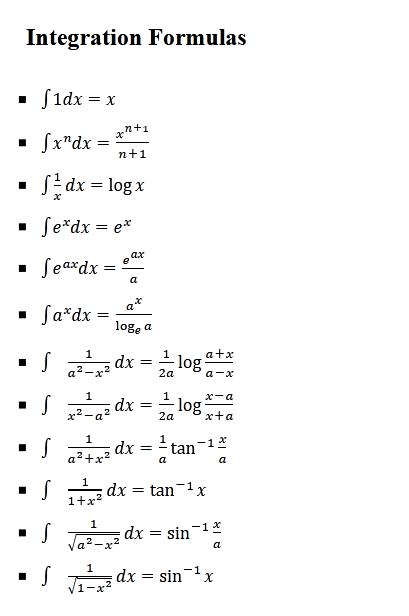 Integration Formulas
▪ ∫1dx = x
▪ ∫xⁿdx = xⁿ⁺¹/n+1
▪ ∫1/x dx = log x
▪ ∫eˣdx = eˣ
▪ ∫eᵃˣdx = eᵃˣ/a
▪ ∫aˣdx = aˣ/logₑ a
▪ ∫ 1/a²−x² dx = 1/2a log a+x/a−x
▪ ∫ 1/x²−a² dx = 1/2a log x−a/x+a
▪ ∫ 1/a²+x² dx = 1/a tan⁻¹ x/a
▪ ∫ 1/1+x² dx = tan⁻¹ x
▪ ∫ 1/√a²−x² dx = sin⁻¹ x/a
▪ ∫ 1/√1−x² dx = sin⁻¹ x